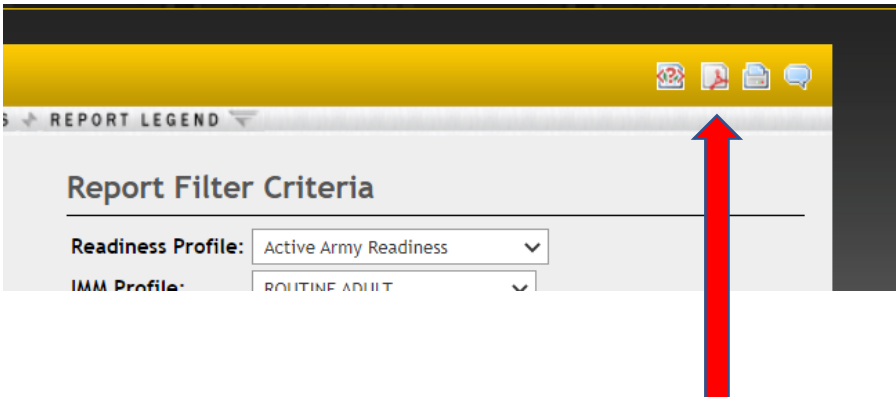 S REPORT LEGEND
Report Filter Criteria
Readiness Profile: Active Army Readiness
IMM Profile: ROUTINE ADULT